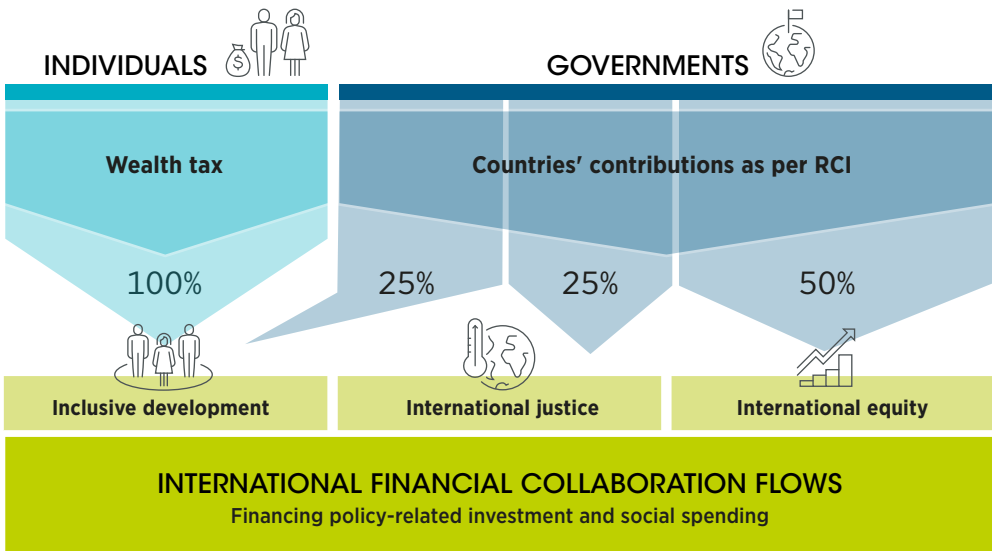 INDIVIDUALS
$
GOVERNMENTS
Wealth tax
Countries' contributions as per RCI
100%
25%
25%
50%
Inclusive development
International justice
International equity
INTERNATIONAL FINANCIAL COLLABORATION FLOWS
Financing policy-related investment and social spending